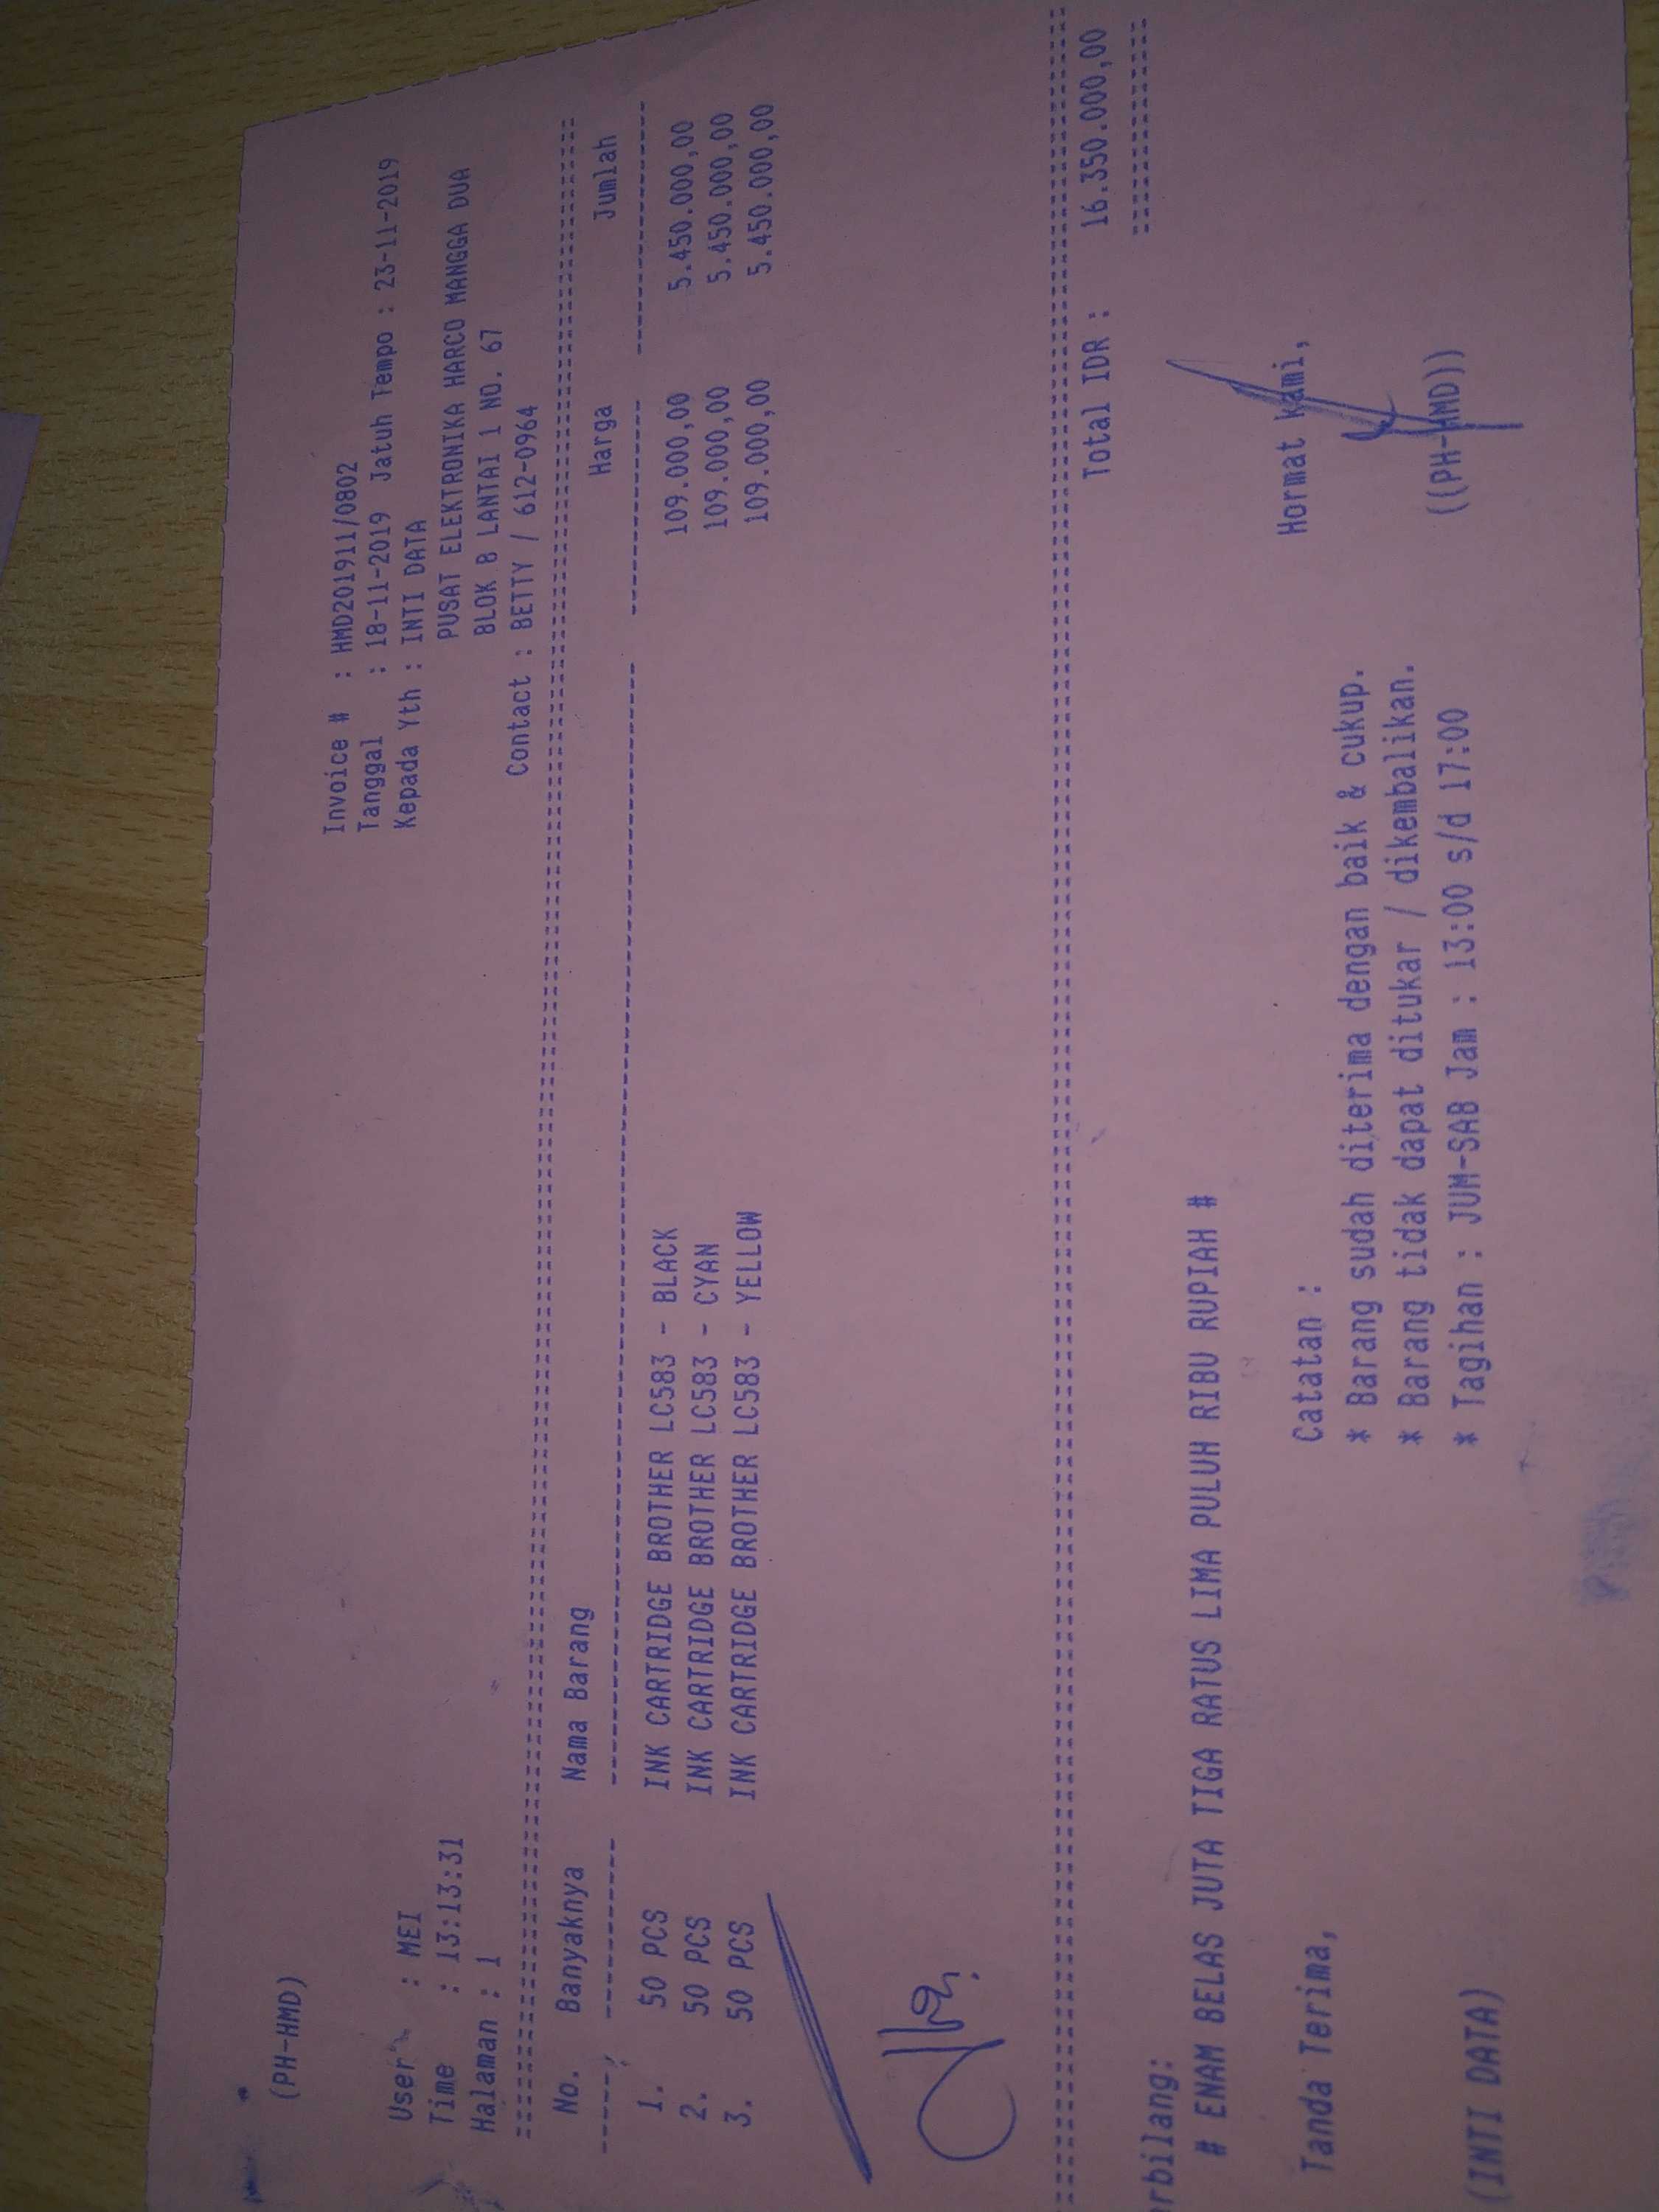 (PH-HMD)
Invoice # : HMD201911/0802
Tanggal : 18-11-2019 Jatuh Tempo : 23-11-2019
User : MEI Kepada Yth : INTI DATA
Time : 13:13:31 PUSAT ELEKTRONIKA HARCO MANGGA DUA
Halaman : 1 BLOK B LANTAI 1 NO. 67
Contact : BETTY / 612-0964
No. Banyaknya Nama Barang Harga Jumlah
1. 50 PCS INK CARTRIDGE BROTHER LC583 - BLACK 109.000,00 5.450.000,00
2. 50 PCS INK CARTRIDGE BROTHER LC583 - CYAN 109.000,00 5.450.000,00
3. 50 PCS INK CARTRIDGE BROTHER LC583 - YELLOW 109.000,00 5.450.000,00
Total IDR : 16.350.000,00
rbilang:
# ENAM BELAS JUTA TIGA RATUS LIMA PULUH RIBU RUPIAH #
Tanda Terima, Catatan : Hormat kami,
* Barang sudah diterima dengan baik & cukup.
* Barang tidak dapat ditukar / dikembalikan.
* Tagihan : JUM-SAB Jam : 13:00 s/d 17:00
(INTI DATA) ((PH-HMD))